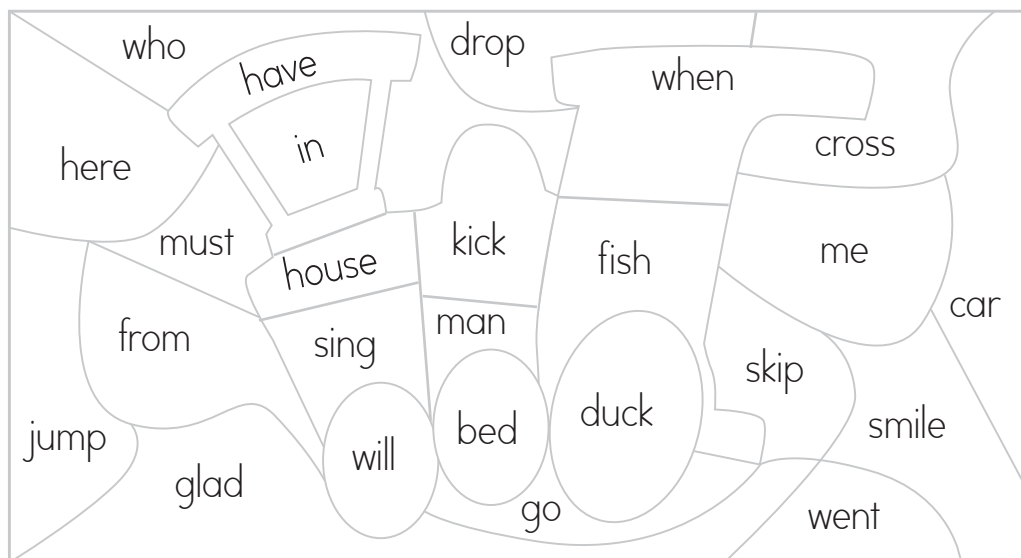 who
have
drop
when
cross
here
in
must
house
kick
fish
me
car
from
sing
man
skip
jump
glad
will
bed
duck
smile
go
went